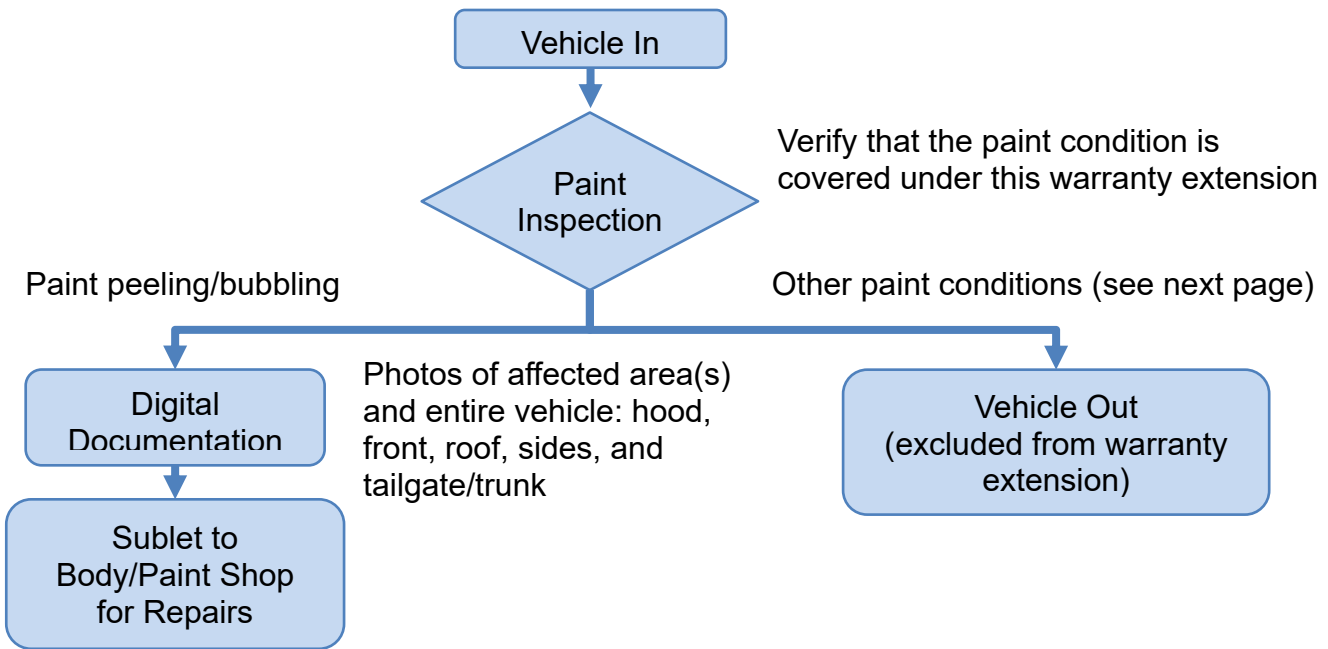 Vehicle In
Verify that the paint condition is
covered under this warranty extension
Paint
Inspection
Paint peeling/bubbling
Other paint conditions (see next page)
Digital
Documentation
Photos of affected area(s)
and entire vehicle: hood,
front, roof, sides, and
tailgate/trunk
Vehicle Out
(excluded from warranty
extension)
Sublet to
Body/Paint Shop
for Repairs